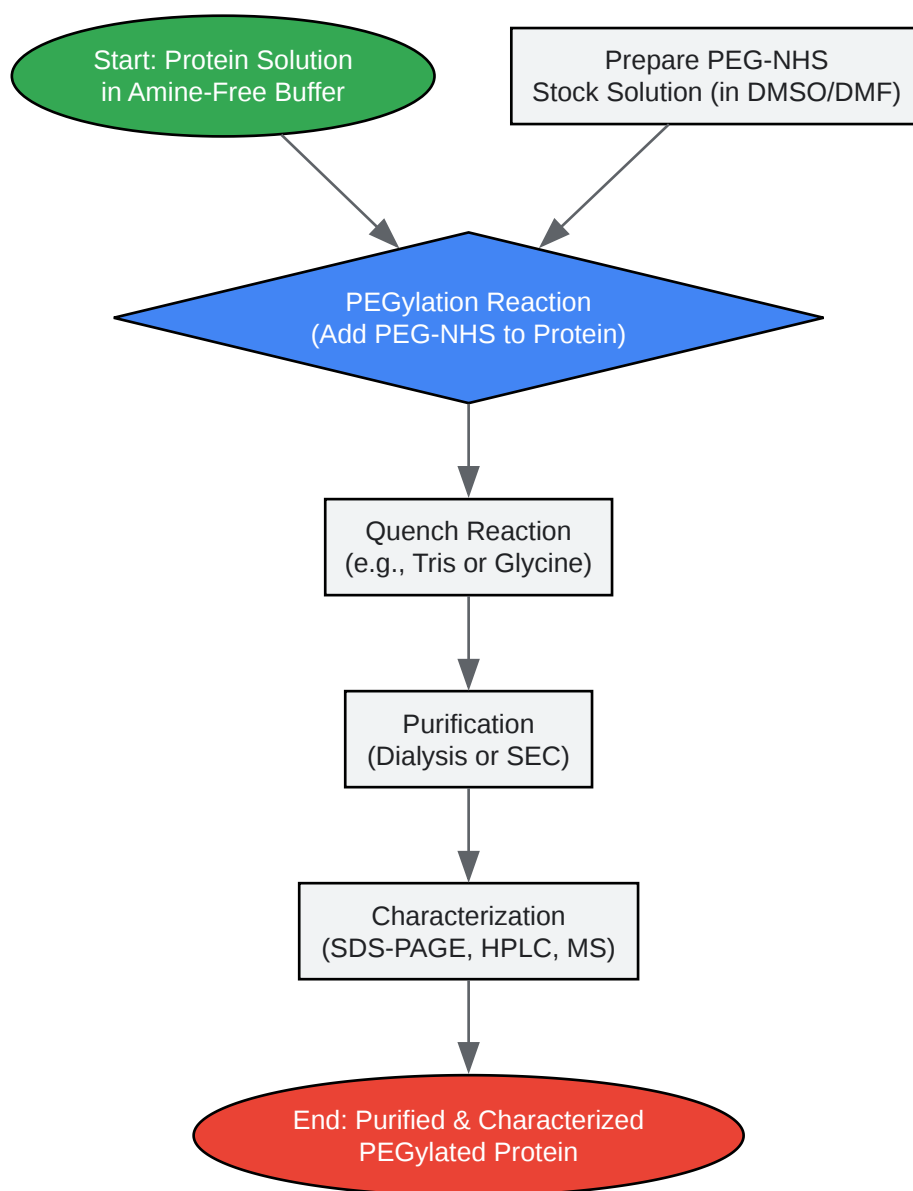 Start: Protein Solution
in Amine-Free Buffer
Prepare PEG-NHS
Stock Solution (in DMSO/DMF)
PEGylation Reaction
(Add PEG-NHS to Protein)
Quench Reaction
(e.g., Tris or Glycine)
Purification
(Dialysis or SEC)
Characterization
(SDS-PAGE, HPLC, MS)
End: Purified & Characterized
PEGylated Protein